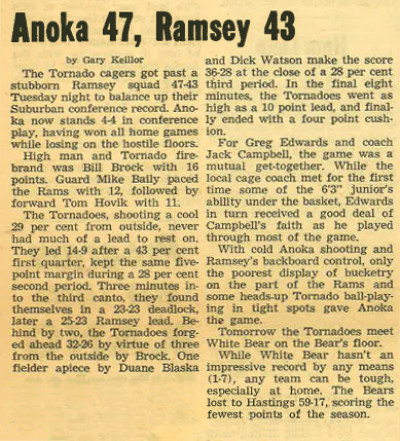 Anoka 47, Ramsey 43
by Gary Keillor
The Tornado cagers got past a
stubborn Ramsey squad 47-43
Tuesday night to balance up their
Suburban conference record. Ano-
ka now stands 4-4 in conference
play, having won all home games
while losing on the hostile floors.
High man and Tornado fire-
brand was Bill Brock with 16
points. Guard Mike Baily paced
the Rams with 12, followed by
forward Tom Hovik with 11.
The Tornadoes, shooting a cool
29 per cent from outside, never
had much of a lead to rest on.
They led 14-9 after a 43 per cent
first quarter, kept the same five-
point margin during a 28 per cent
second period. Three minutes in-
to the third canto, they found
themselves in a 23-23 deadlock,
later a 25-23 Ramsey lead. Be-
hind by two, the Tornadoes forg-
ed ahead 32-26 by virtue of three
from the outside by Brock. One
fielder apiece by Duane Blaska
and Dick Watson make the score
36-28 at the close of a 28 per cent
third period. In the final eight
minutes, the Tornadoes went as
high as a 10 point lead, and final-
ly ended with a four point cush-
ion.
For Greg Edwards and coach
Jack Campbell, the game was a
mutual get-together. While the
local cage coach met for the first
time some of the 6'3" junior's
ability under the basket, Edwards
in turn received a good deal of
Campbell's faith as he played
through most of the game.
With cold Anoka shooting and
Ramsey's backboard control, only
the poorest display of bucketry
on the part of the Rams and
some heads-up Tornado ball-play-
ing in tight spots gave Anoka
the game.
Tomorrow the Tornadoes meet
White Bear on the Bear's floor.
While White Bear hasn't an
impressive record by any means
(1-7), any team can be tough,
especially at home. The Bears
lost to Hastings 59-17, scoring the
fewest points of the season.